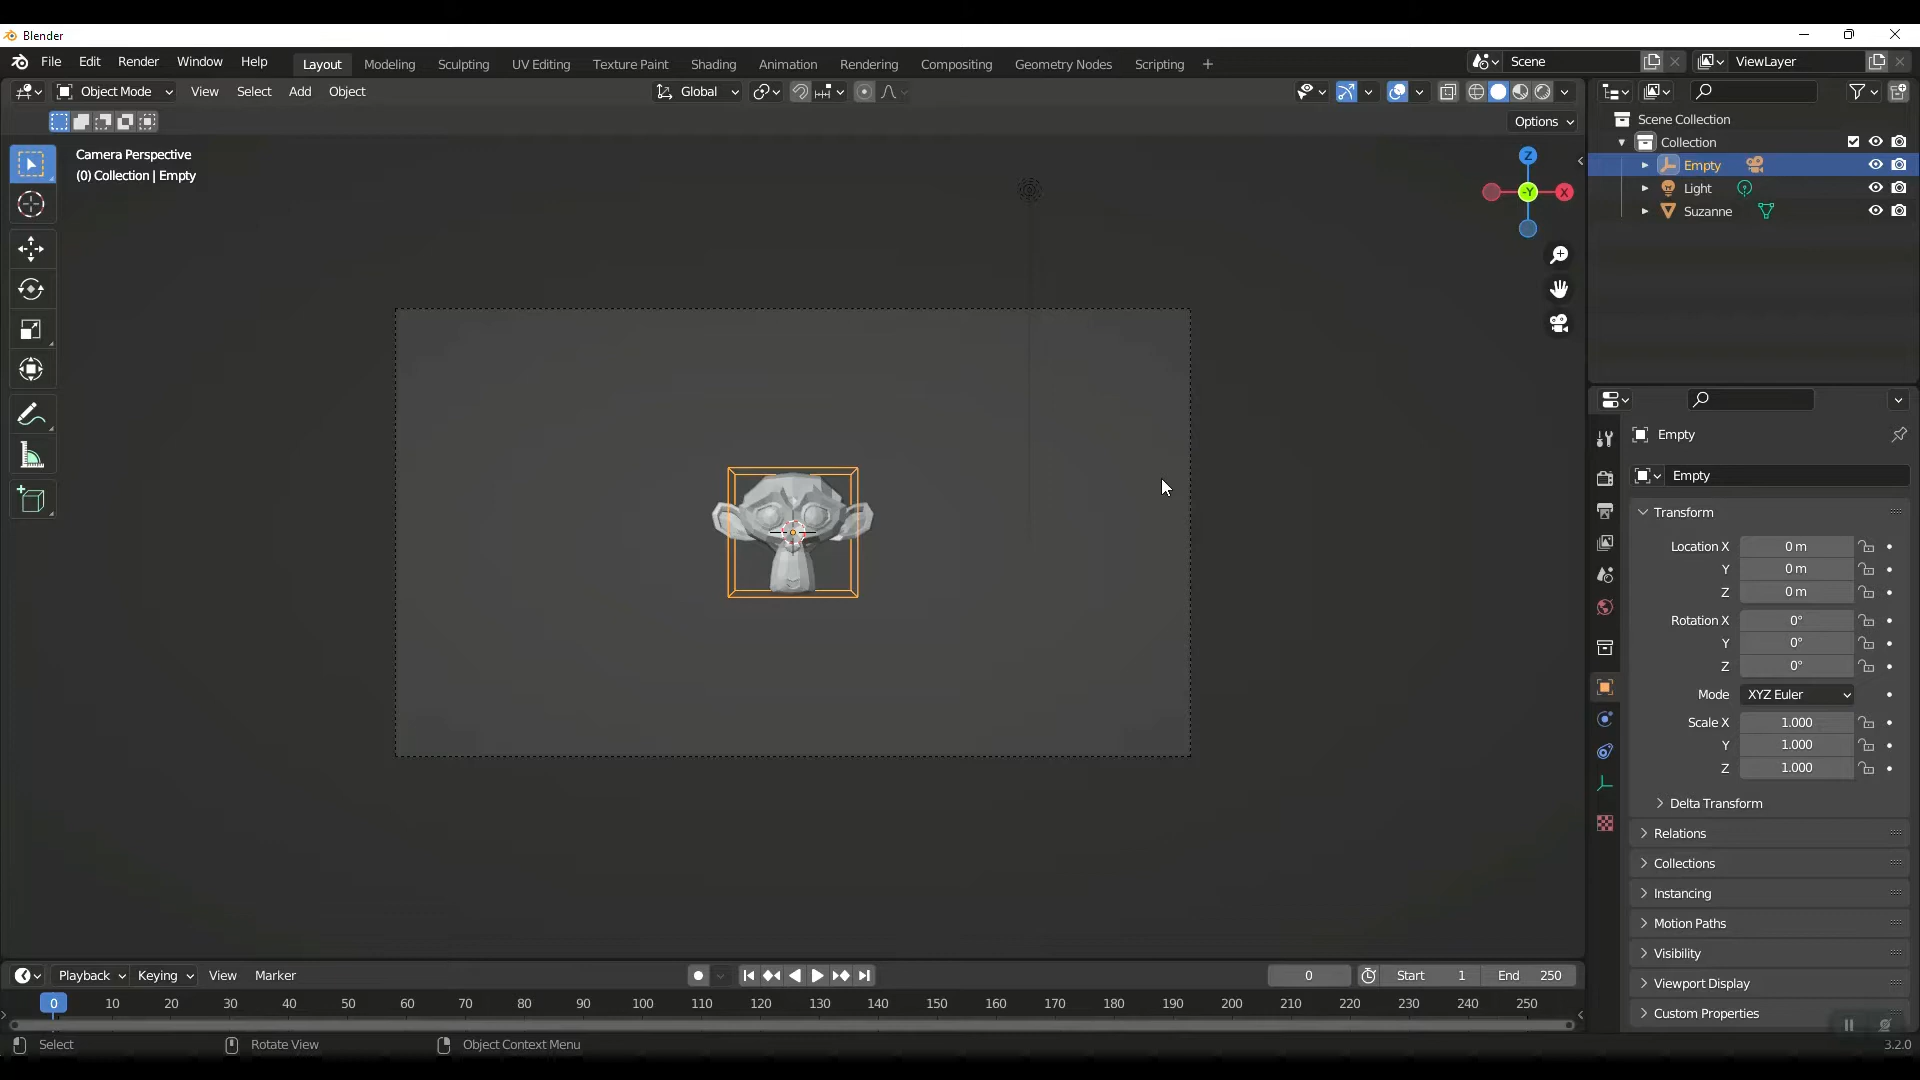 Blender
File Edit Render Window Help Layout Modeling Sculpting UV Editing Texture Paint Shading Animation Rendering Compositing Geometry Nodes Scripting + Scene ViewLayer
Object Mode View Select Add Object Global
Options
Camera Perspective
(0) Collection | Empty
Z
-Y
X
Scene Collection
Collection
Empty
Light
Suzanne
Empty
Empty
Transform
Location X 0 m
Y 0 m
Z 0 m
Rotation X 0°
Y 0°
Z 0°
Mode XYZ Euler
Scale X 1.000
Y 1.000
Z 1.000
Delta Transform
Relations
Collections
Instancing
Motion Paths
Visibility
Viewport Display
Custom Properties
Playback Keying View Marker 0 Start 1 End 250
0 10 20 30 40 50 60 70 80 90 100 110 120 130 140 150 160 170 180 190 200 210 220 230 240 250
Select Rotate View Object Context Menu 3.2.0